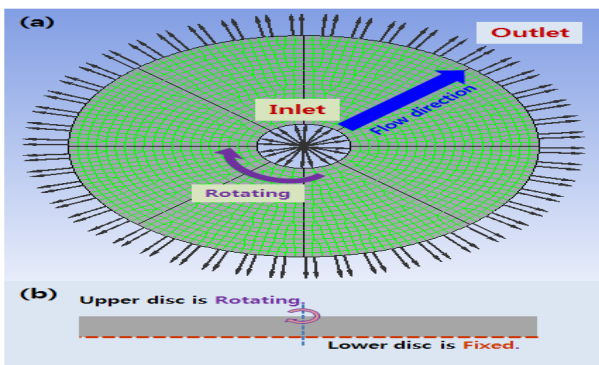 (a)
Outlet
Inlet
Flow direction
Rotating
(b)
Upper disc is Rotating.
Lower disc is Fixed.